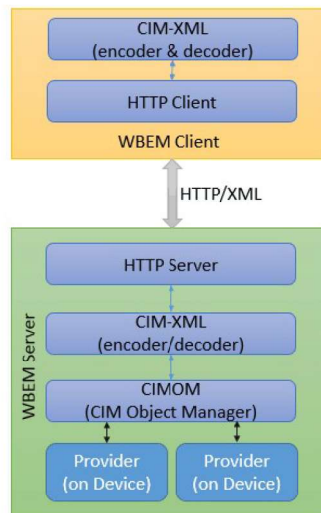 CIM-XML
(encoder & decoder)
HTTP Client
WBEM Client
HTTP/XML
WBEM Server
HTTP Server
CIM-XML
(encoder/decoder)
CIMOM
(CIM Object Manager)
Provider
(on Device)
Provider
(on Device)